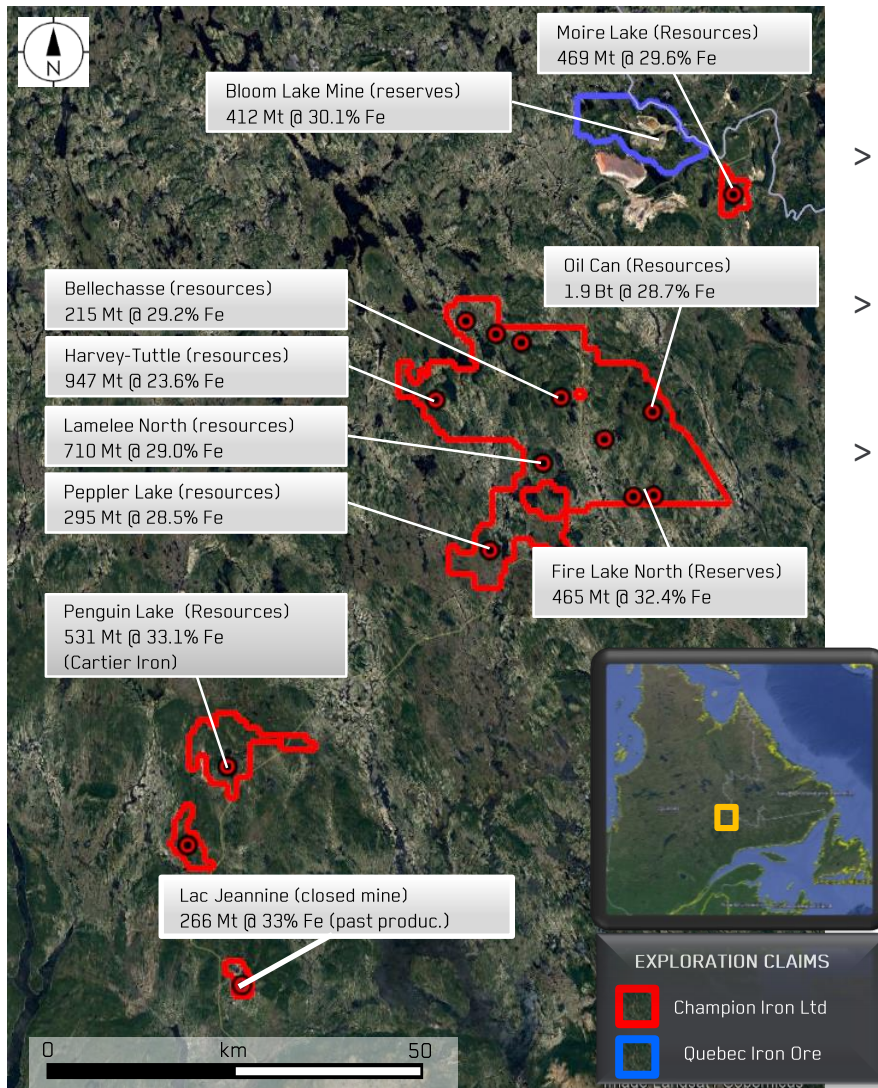 N
Moire Lake (Resources)
469 Mt @ 29.6% Fe
Bloom Lake Mine (reserves)
412 Mt @ 30.1% Fe
>
Oil Can (Resources)
1.9 Bt @ 28.7% Fe
Bellechasse (resources)
215 Mt @ 29.2% Fe
>
Harvey-Tuttle (resources)
947 Mt @ 23.6% Fe
Lamelee North (resources)
710 Mt @ 29.0% Fe
>
Peppler Lake (resources)
295 Mt @ 28.5% Fe
Fire Lake North (Reserves)
465 Mt @ 32.4% Fe
Penguin Lake (Resources)
531 Mt @ 33.1% Fe
(Cartier Iron)
Lac Jeannine (closed mine)
266 Mt @ 33% Fe (past produc.)
EXPLORATION CLAIMS
Champion Iron Ltd
Quebec Iron Ore
0 km 50